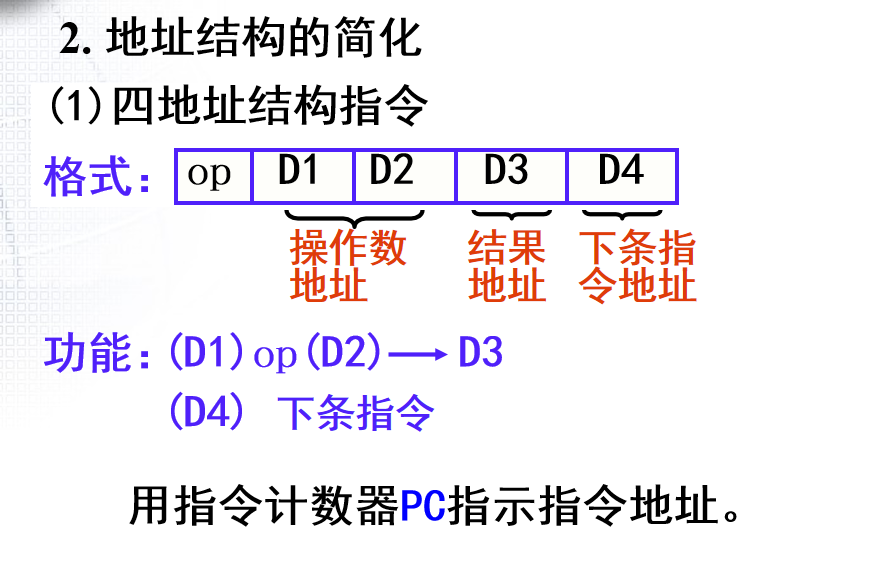 2. 地址结构的简化
(1)四地址结构指令
格式： op D1 D2 D3 D4
操作数 结果 下条指
地址 地址 令地址
功能：(D1)op(D2)→D3
(D4) 下条指令
用指令计数器PC指示指令地址。